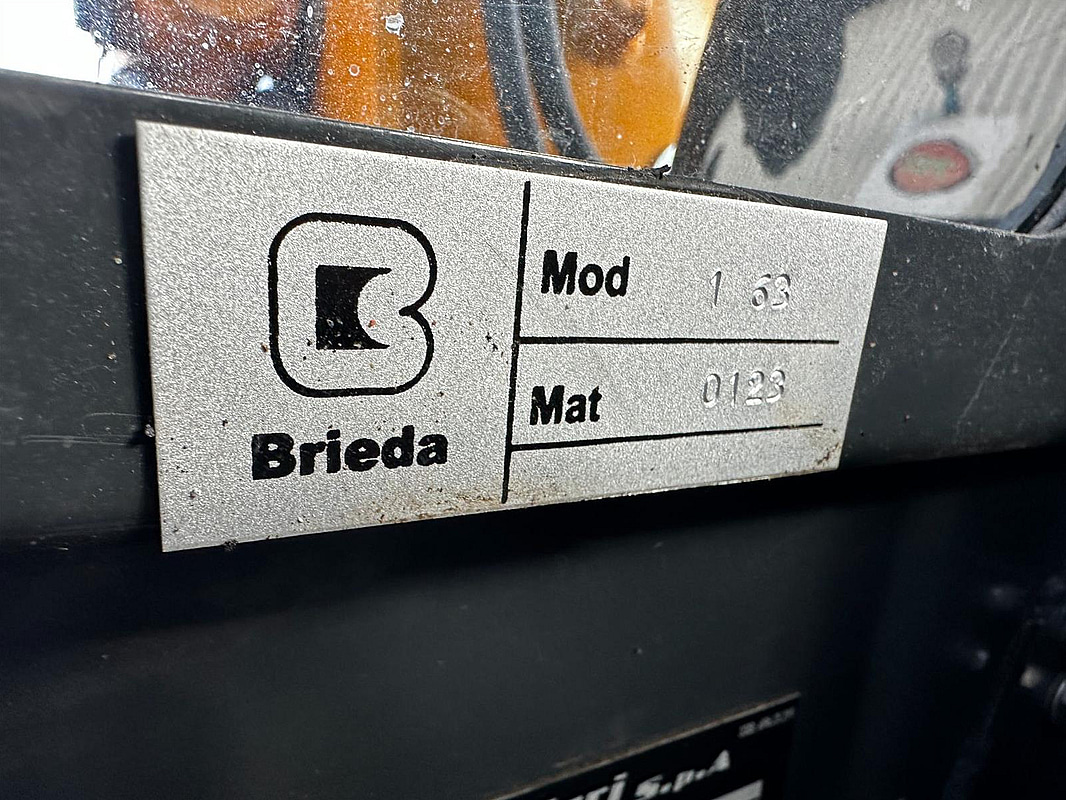 Brieda
Mod 1 63
Mat 0123
s.p.A